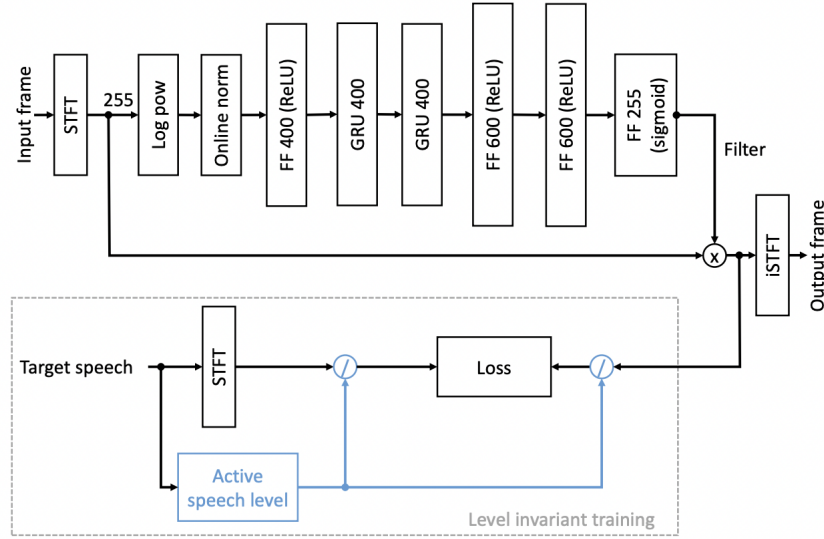 Input frame
STFT
255
Log pow
Online norm
FF 400 (ReLU)
GRU 400
GRU 400
FF 600 (ReLU)
FF 600 (ReLU)
FF 255
(sigmoid)
Filter
x
iSTFT
Output frame
Target speech
STFT
/
Loss
/
Active
speech level
Level invariant training